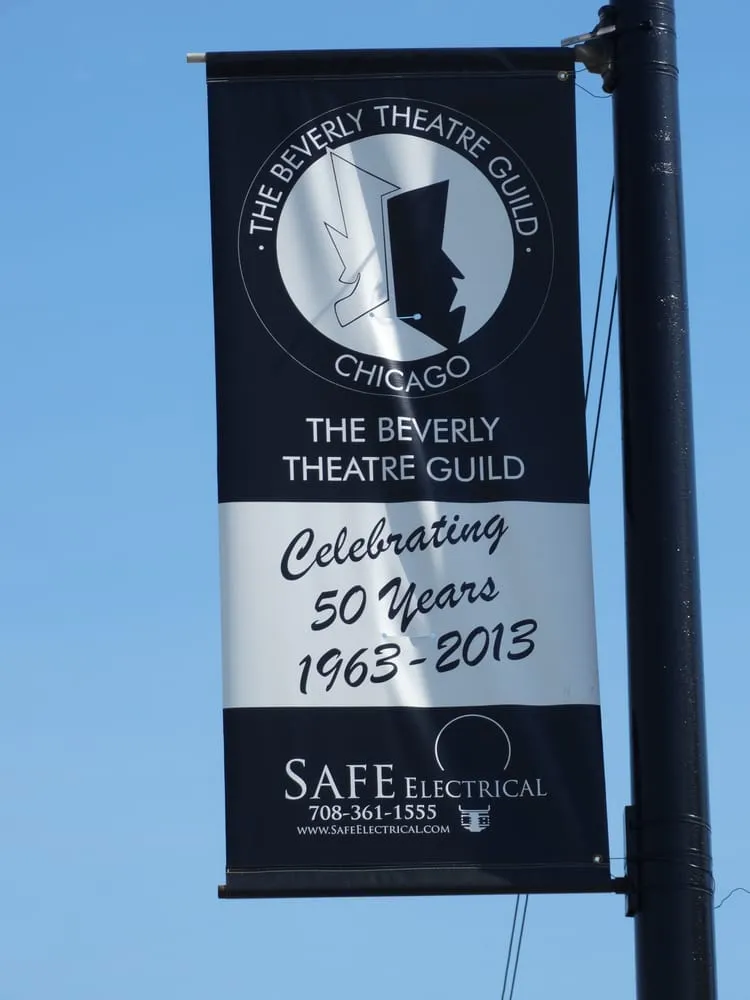 · THE BEVERLY THEATRE GUILD ·
CHICAGO
THE BEVERLY
THEATRE GUILD
Celebrating
50 Years
1963-2013
SAFE ELECTRICAL
708-361-1555
WWW.SAFEELECTRICAL.COM